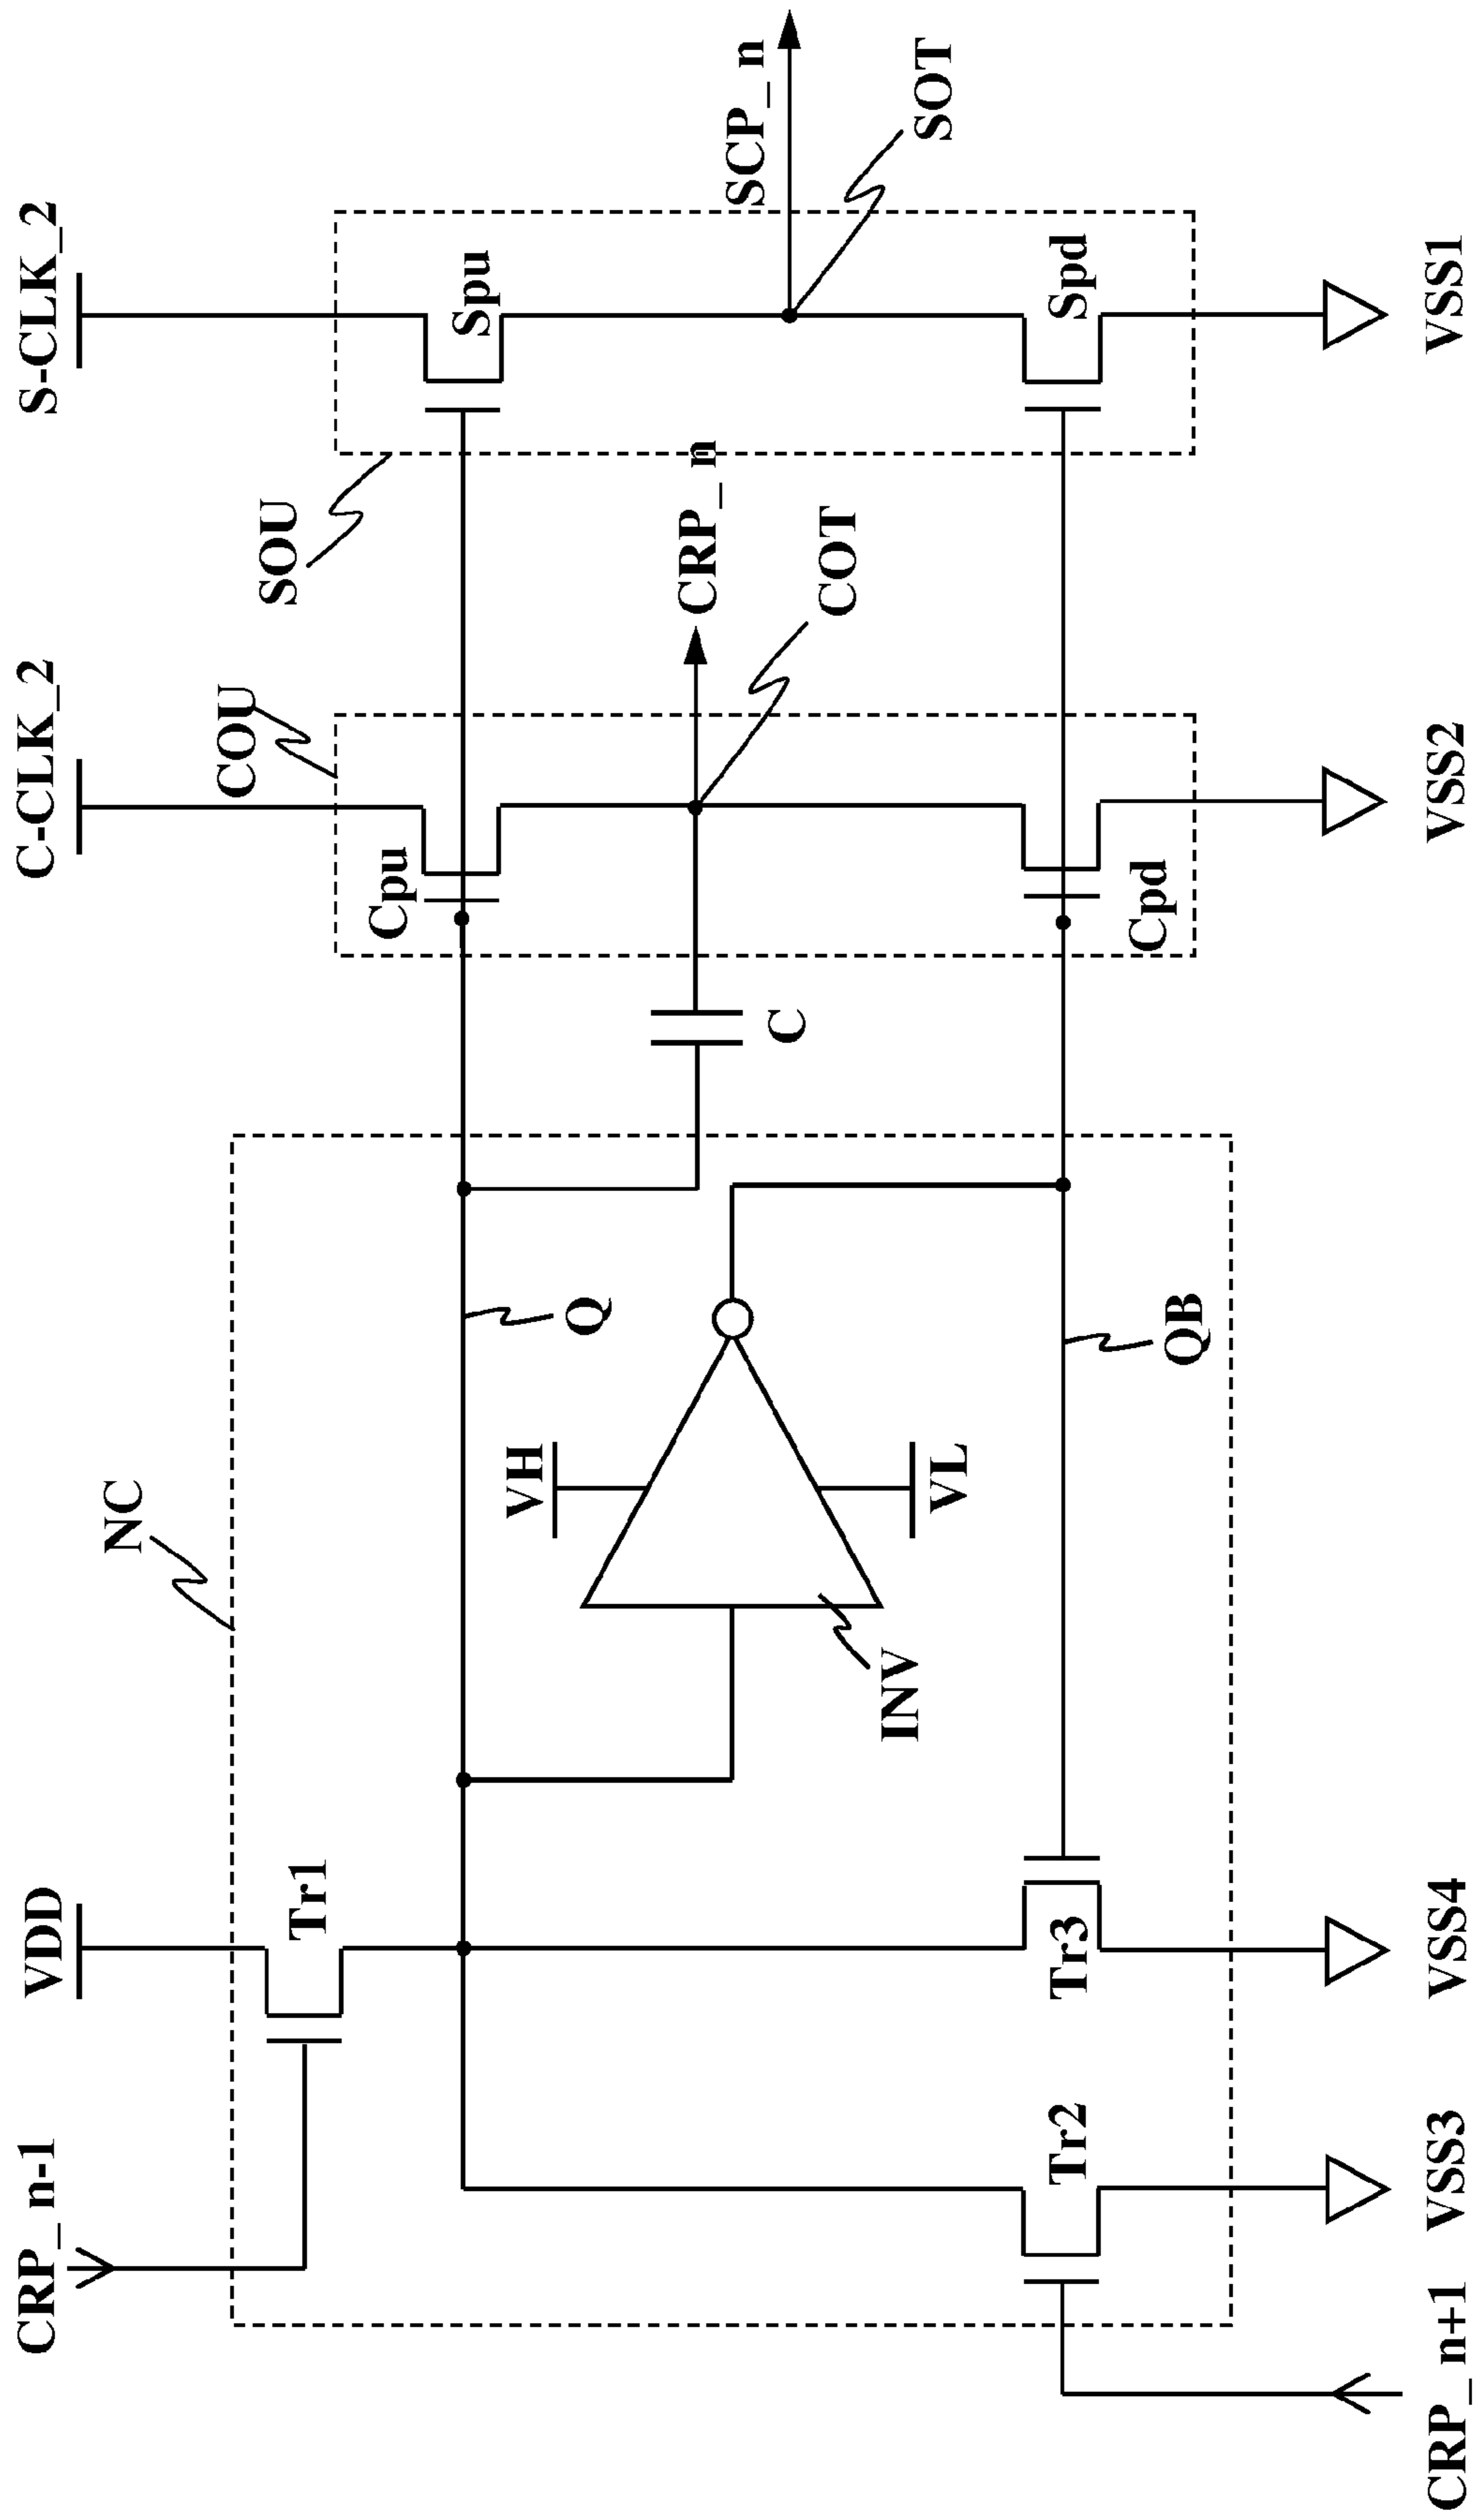 CRP_n-1
VDD
C-CLK_2
S-CLK_2
NC
COU
SOU
Tr1
Cpu
Spu
VH
Q
CRP_n
SCP_n
C
COT
SOT
INV
VL
Tr2
Tr3
QB
Cpd
Spd
CRP_n+1
VSS3
VSS4
VSS2
VSS1